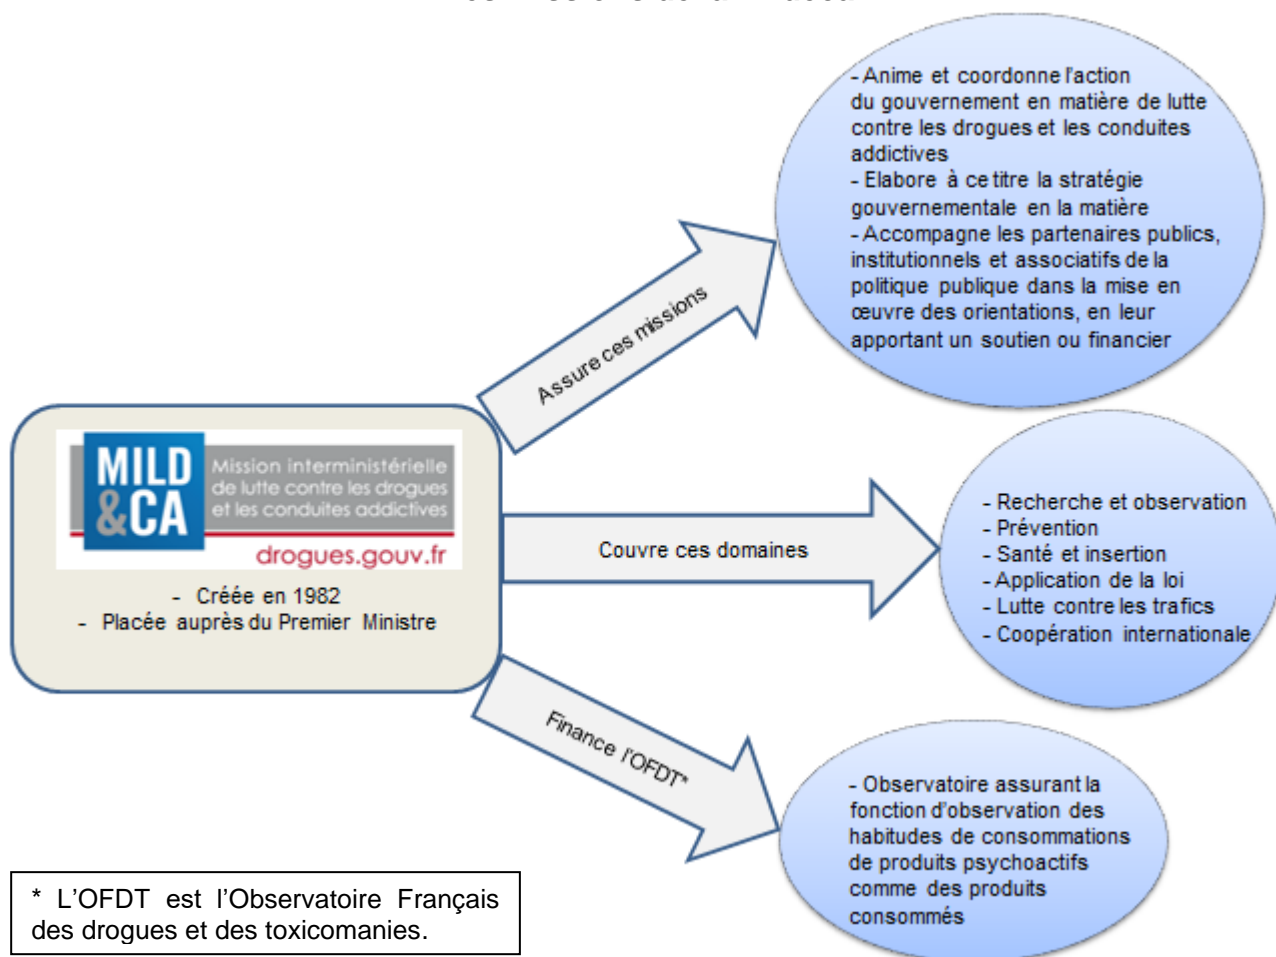 - Anime et coordonne l'action
du gouvernement en matière de lutte
contre les drogues et les conduites
addictives
- Elabore à ce titre la stratégie
gouvernementale en la matière
- Accompagne les partenaires publics,
institutionnels et associatifs de la
politique publique dans la mise en
œuvre des orientations, en leur
apportant un soutien ou financier
Assure ces missions
MILD
&CA
Mission interministérielle
de lutte contre les drogues
et les conduites addictives
drogues.gouv.fr
- Créée en 1982
- Placée auprès du Premier Ministre
Couvre ces domaines
- Recherche et observation
- Prévention
- Santé et insertion
- Application de la loi
- Lutte contre les trafics
- Coopération internationale
Finance l'OFDT*
- Observatoire assurant la
fonction d'observation des
habitudes de consommations
de produits psychoactifs
comme des produits
consommés
* L'OFDT est l'Observatoire Français
des drogues et des toxicomanies.